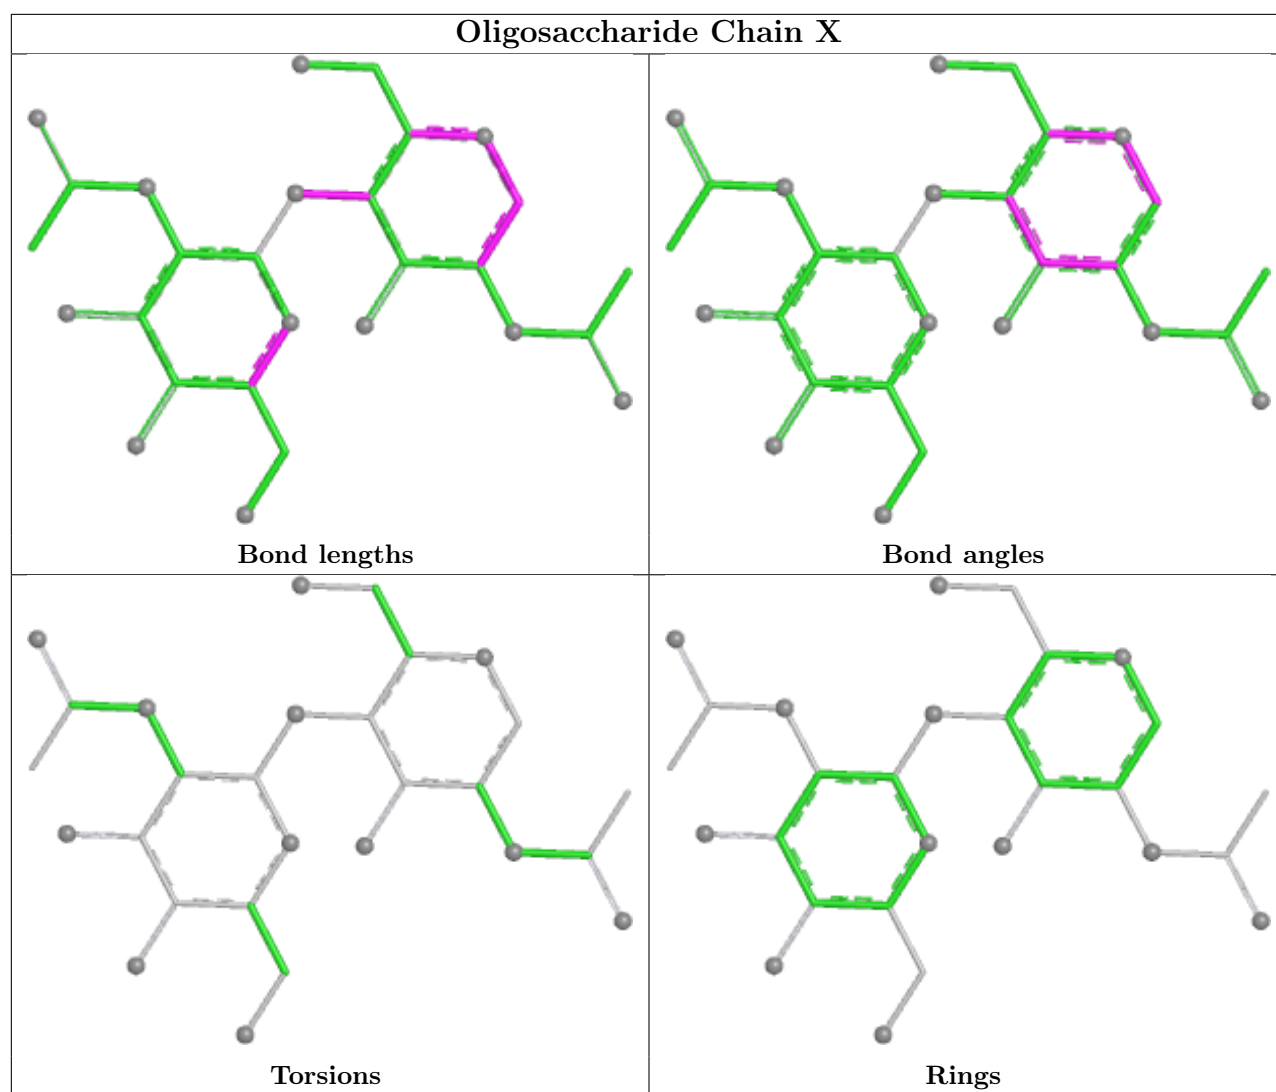 Oligosaccharide Chain X
Bond lengths
Bond angles
Torsions
Rings